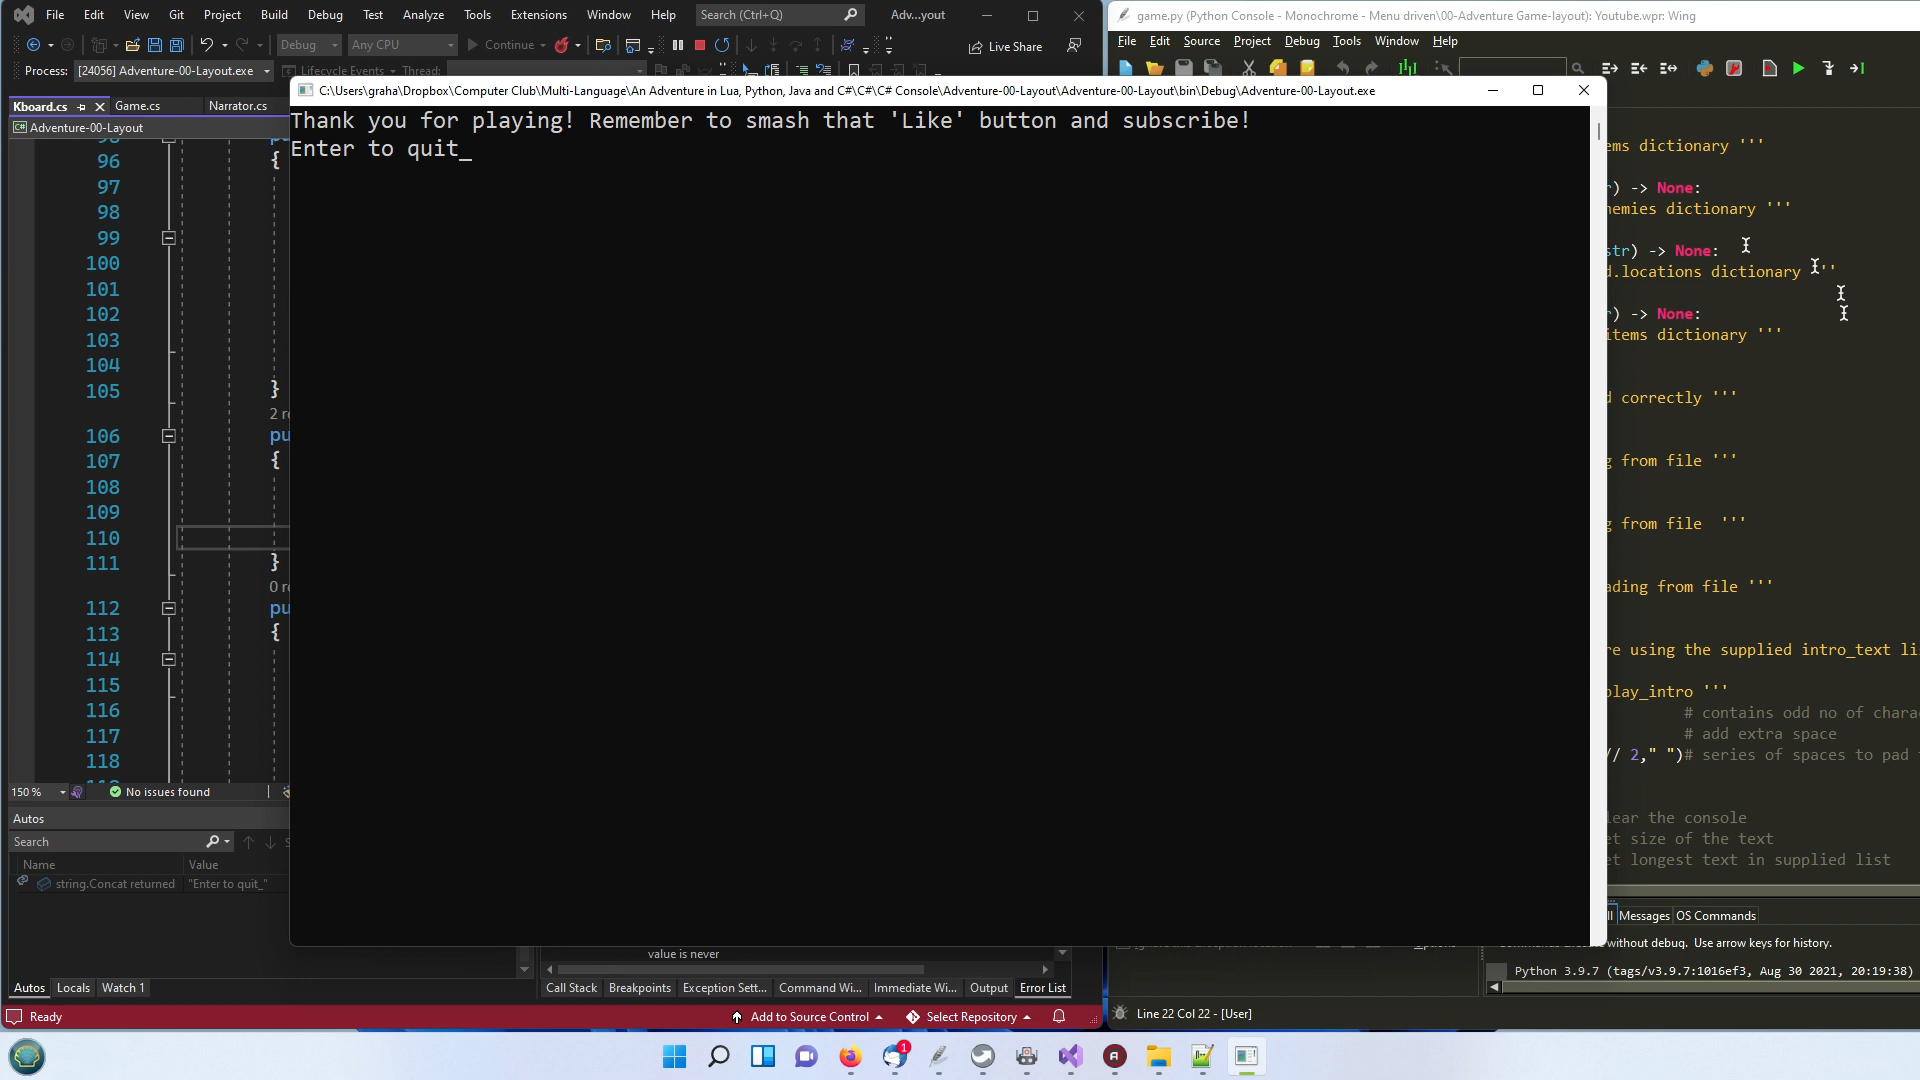 File Edit View Git Project Build Debug Test Analyze Tools Extensions Window Help Search (Ctrl+Q) Adv...yout
Debug Any CPU Continue Live Share
Process: [24056] Adventure-00-Layout.exe Lifecycle Events Thread:
Kboard.cs Game.cs Narrator.cs
Adventure-00-Layout
game.py (Python Console - Monochrome - Menu driven\00-Adventure Game-layout): Youtube.wpr: Wing
File Edit Source Project Debug Tools Window Help
C:\Users\graha\Dropbox\Computer Club\Multi-Language\An Adventure in Lua, Python, Java and C#\C#\C# Console\Adventure-00-Layout\Adventure-00-Layout\bin\Debug\Adventure-00-Layout.exe
Thank you for playing! Remember to smash that 'Like' button and subscribe!
Enter to quit_
96 {
97
98
99
100
101
102
103
104
105 }
106 pu
107 {
108
109
110
111 }
112 pu
113 {
114
115
116
117
118
150 % No issues found
Autos
Search
Name Value
string.Concat returned "Enter to quit_"
value is never
Autos Locals Watch 1
Call Stack Breakpoints Exception Sett... Command Wi... Immediate Wi... Output Error List
Ready Add to Source Control Select Repository
ems dictionary '''
) -> None:
nemies dictionary '''
str) -> None:
d.locations dictionary '''
) -> None:
items dictionary '''
d correctly '''
g from file '''
g from file '''
ading from file '''
re using the supplied intro_text li
play_intro '''
# contains odd no of chara
# add extra space
// 2," ")# series of spaces to pad
lear the console
et size of the text
et longest text in supplied list
Messages OS Commands
without debug. Use arrow keys for history.
Python 3.9.7 (tags/v3.9.7:1016ef3, Aug 30 2021, 20:19:38)
Line 22 Col 22 - [User]
1